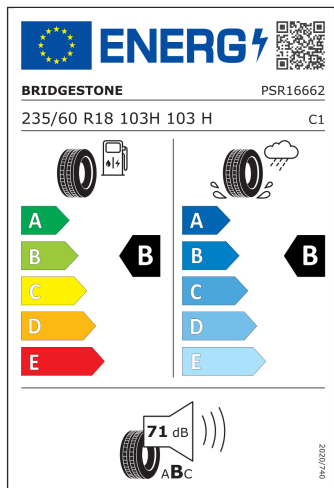 ENERG
BRIDGESTONE PSR16662
235/60 R18 103H 103 H C1
A A
B B B B
C C
D D
E E
71 dB
ABC
2020/740